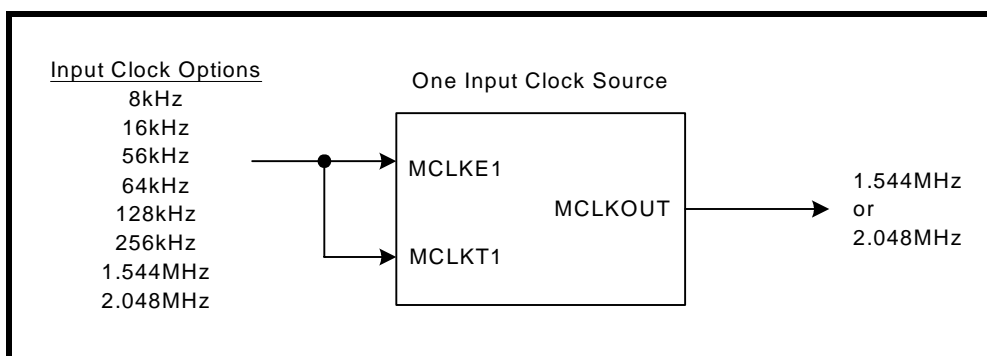 Input Clock Options
8kHz
16kHz
56kHz
64kHz
128kHz
256kHz
1.544MHz
2.048MHz
One Input Clock Source
MCLKE1
MCLKT1
MCLKOUT
1.544MHz
or
2.048MHz